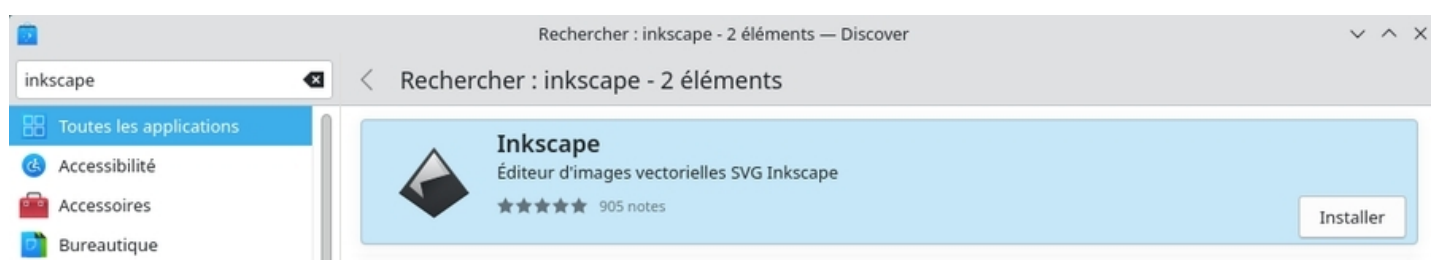 Rechercher : inkscape - 2 éléments — Discover
inkscape
Rechercher : inkscape - 2 éléments
Toutes les applications
Accessibilité
Accessoires
Bureautique
Inkscape
Éditeur d'images vectorielles SVG Inkscape
905 notes
Installer